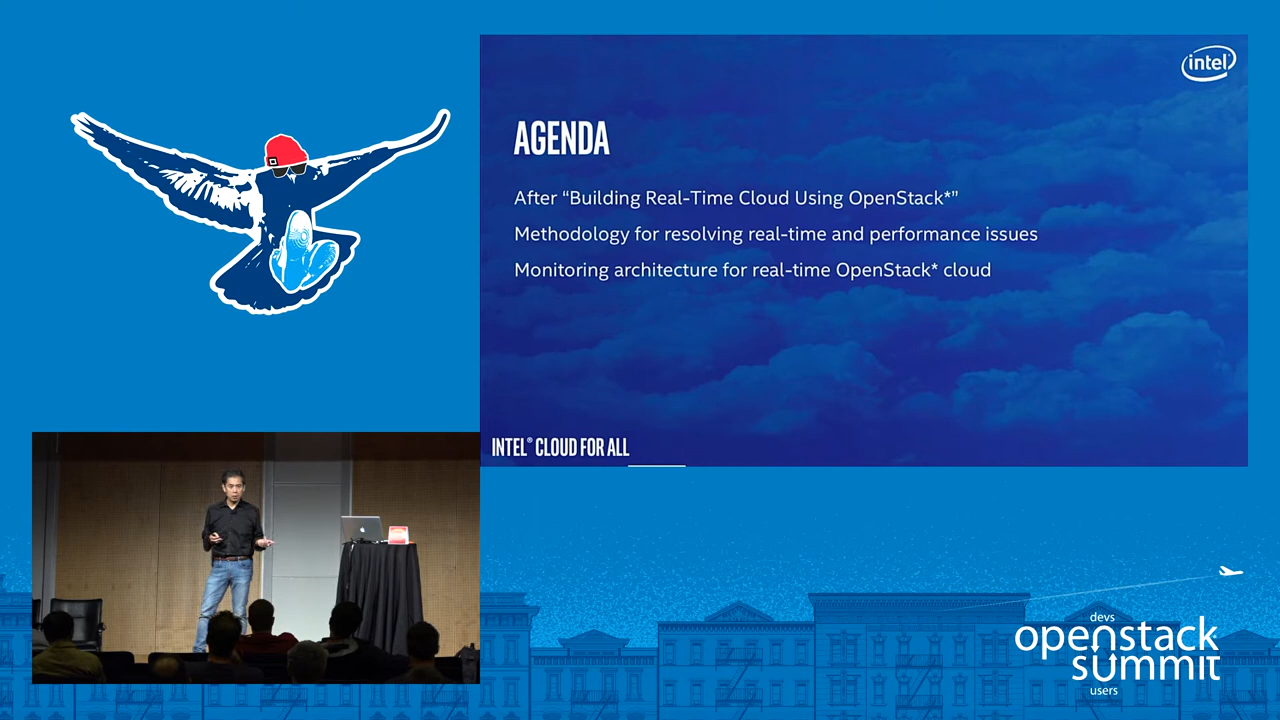 intel
AGENDA
After “Building Real-Time Cloud Using OpenStack*”
Methodology for resolving real-time and performance issues
Monitoring architecture for real-time OpenStack* cloud
INTEL® CLOUD FOR ALL
devs
openstack
summit
users